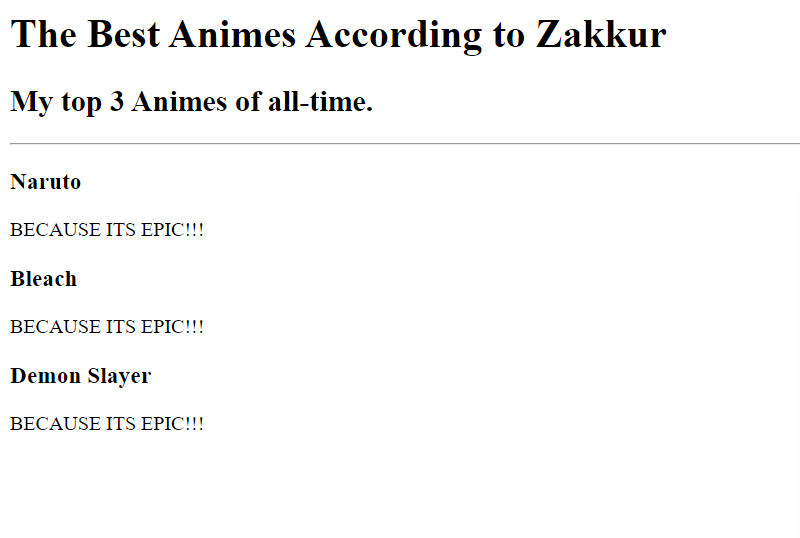 The Best Animes According to Zakkur
My top 3 Animes of all-time.
Naruto
BECAUSE ITS EPIC!!!
Bleach
BECAUSE ITS EPIC!!!
Demon Slayer
BECAUSE ITS EPIC!!!